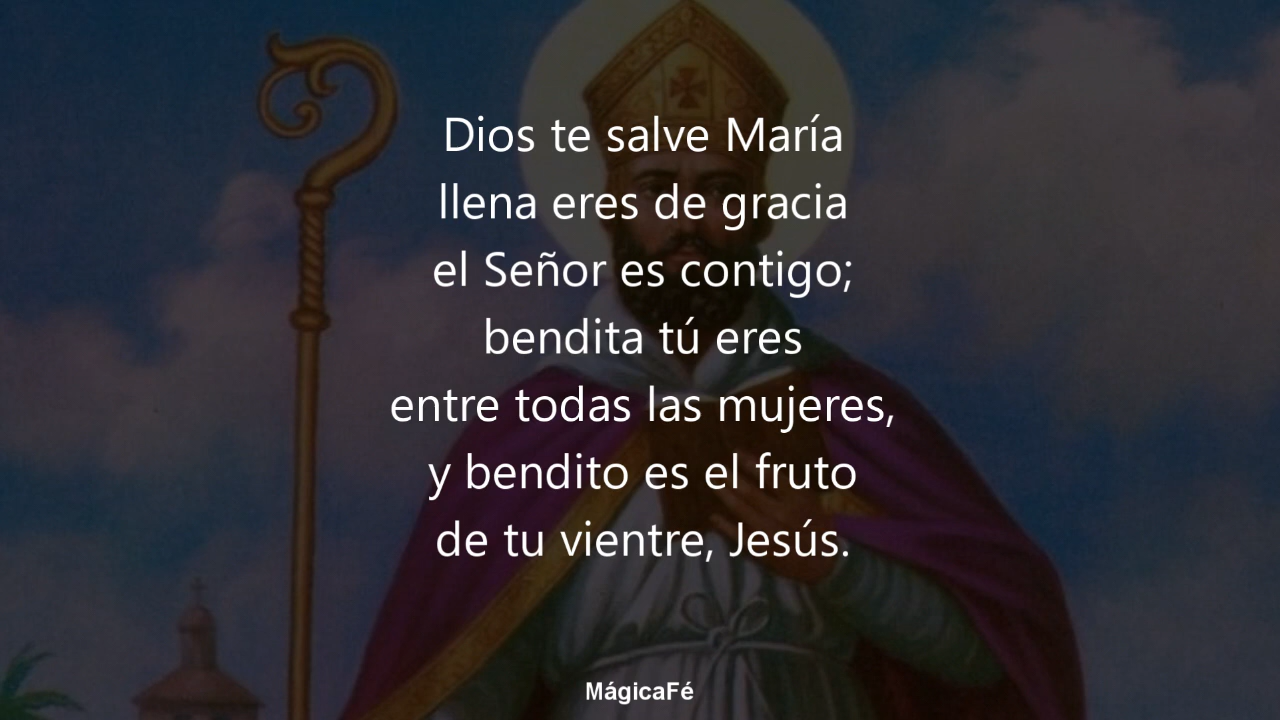 Dios te salve María
llena eres de gracia
el Señor es contigo;
bendita tú eres
entre todas las mujeres,
y bendito es el fruto
de tu vientre, Jesús.
MágicaFé